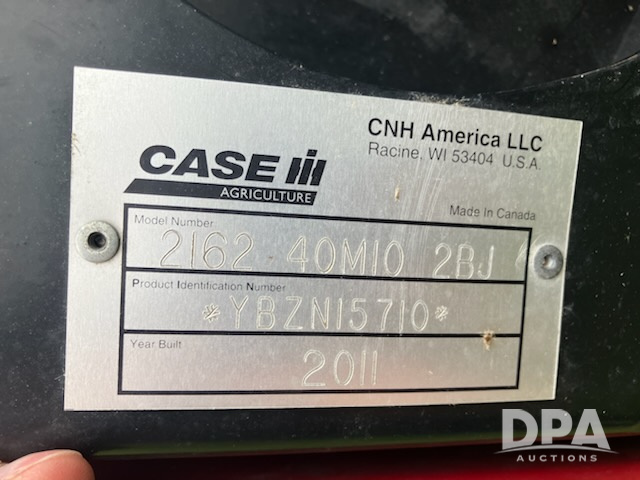 CNH America LLC
Racine, WI 53404 U.S.A.
CASE IH
AGRICULTURE
Made In Canada
Model Number
2162 40M10 2BJ
Product Identification Number
*YBZN15710*
Year Built
2011
DPA
AUCTIONS